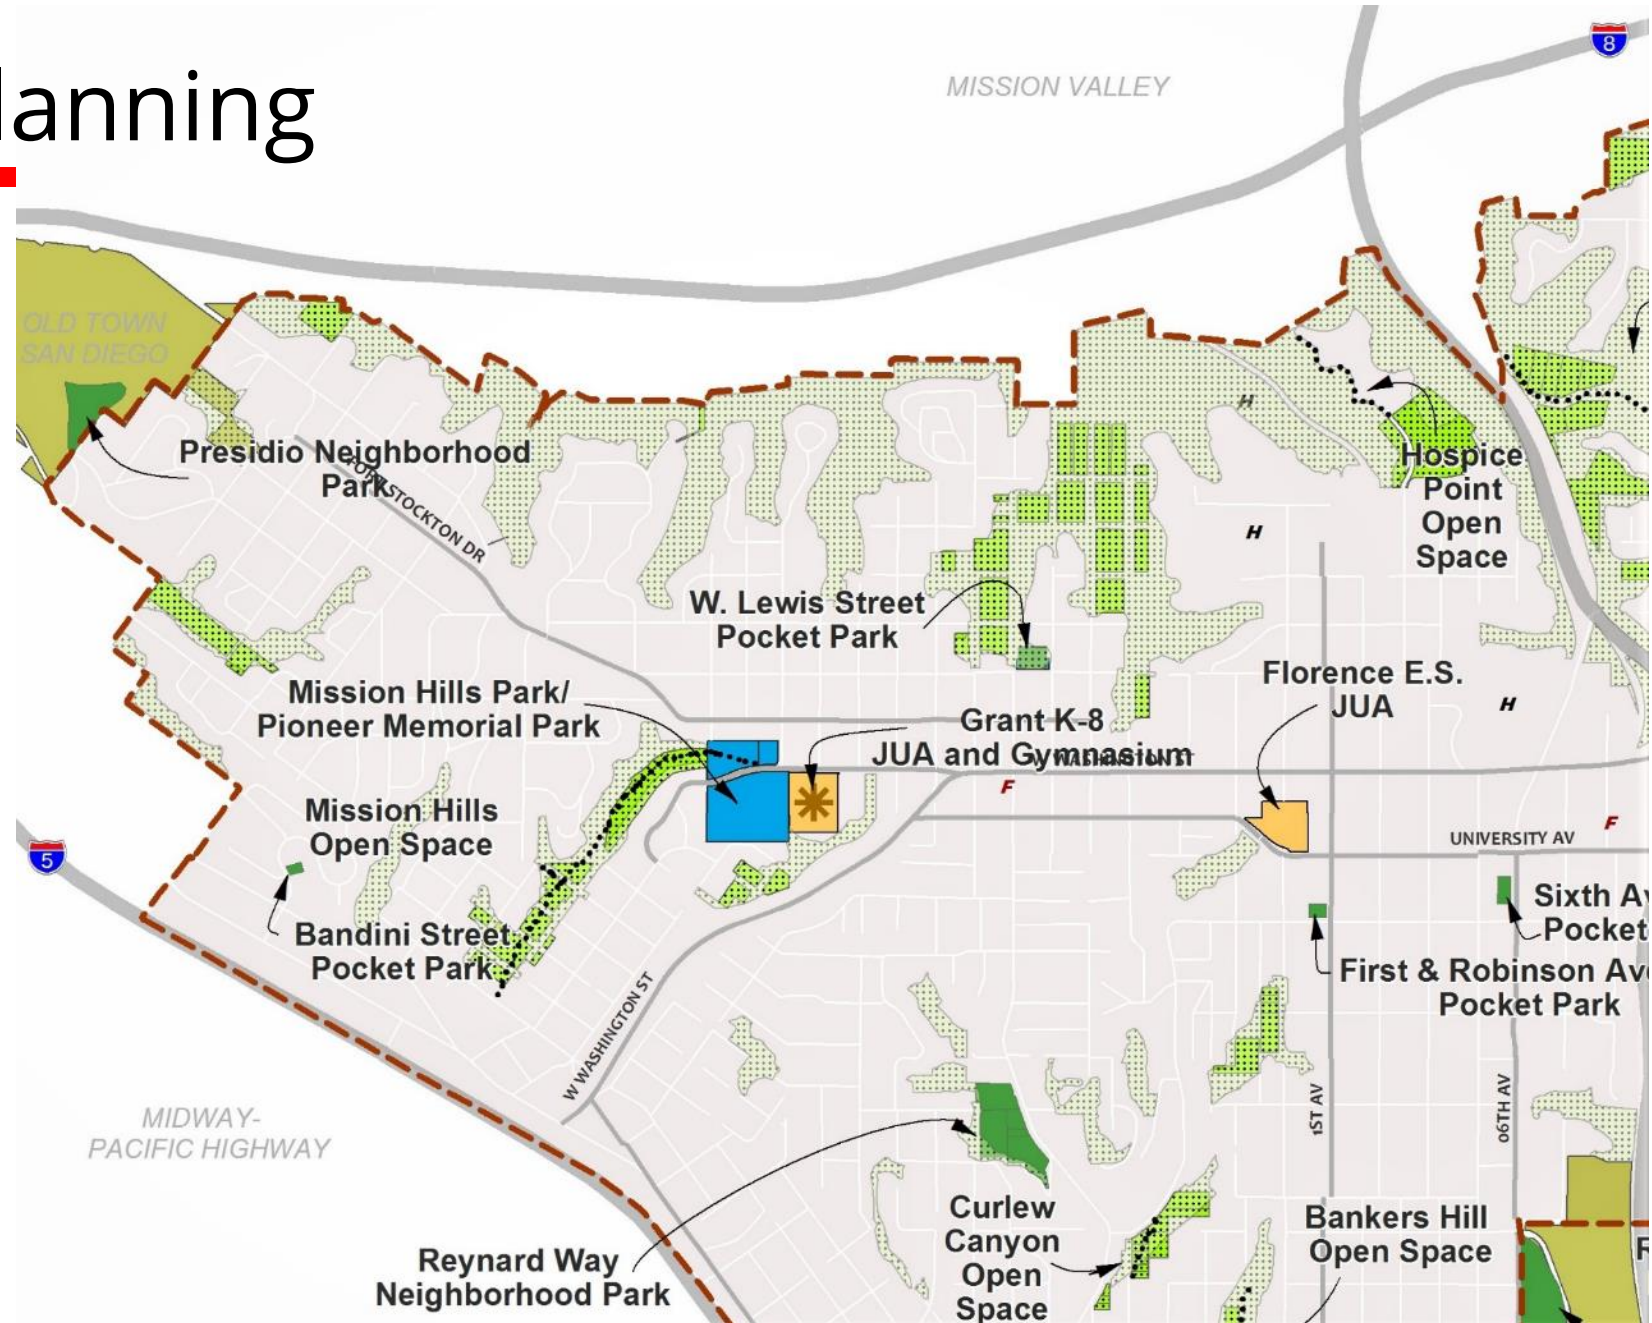 lanning
MISSION VALLEY
8
OLD TOWN
SAN DIEGO
Presidio Neighborhood
Park
FORT STOCKTON DR
Hospice
Point
Open
Space
H
H
H
W. Lewis Street
Pocket Park
Florence E.S.
JUA
Mission Hills Park/
Pioneer Memorial Park
Grant K-8
JUA and Gymnasium
W WASHINGTON ST
F
F
Mission Hills
Open Space
UNIVERSITY AV
5
Bandini Street
Pocket Park
Sixth Av
Pocket
First & Robinson Ave
Pocket Park
W WASHINGTON ST
1ST AV
06TH AV
MIDWAY-
PACIFIC HIGHWAY
Curlew
Canyon
Open
Space
Bankers Hill
Open Space
R
Reynard Way
Neighborhood Park